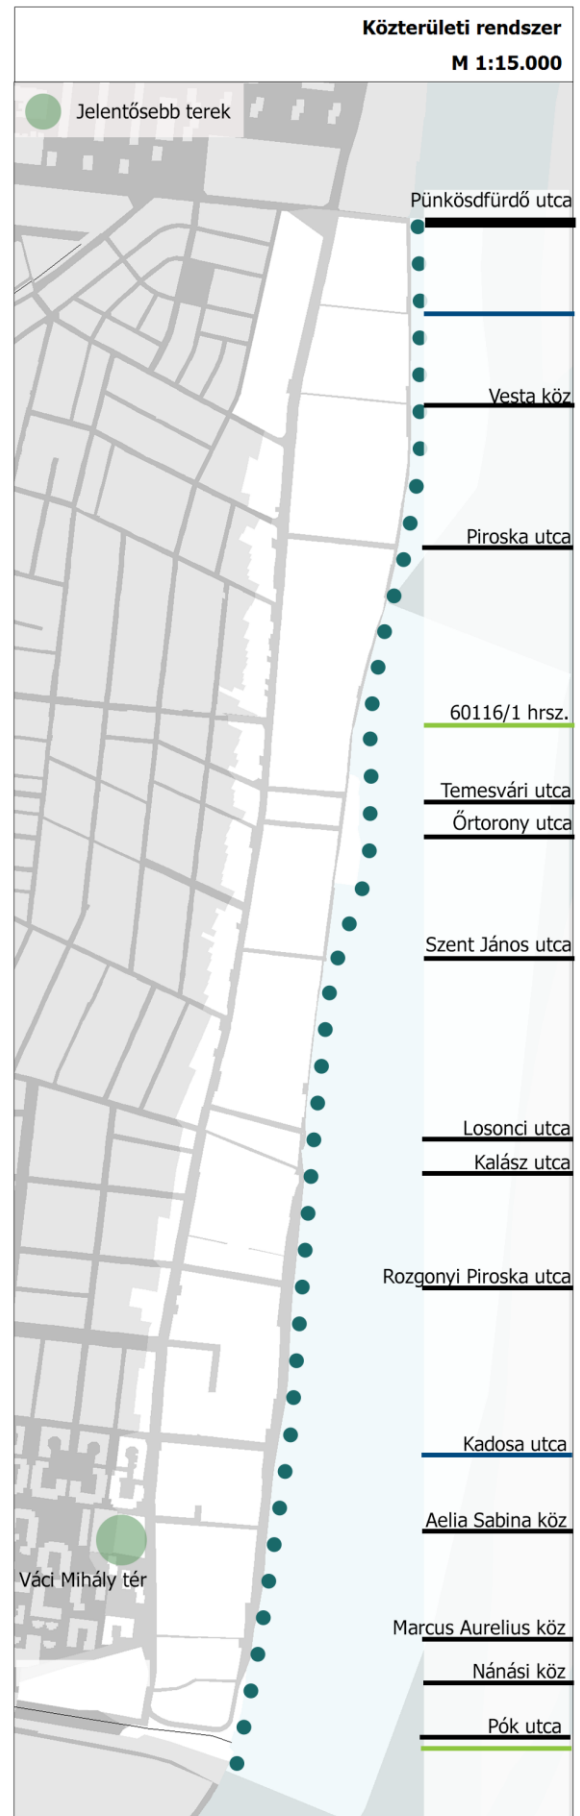 Közterületi rendszer
M 1:15.000
Jelentősebb terek
Pünkösdfürdő utca
Vesta köz
Piroska utca
60116/1 hrsz.
Temesvári utca
Őrtorony utca
Szent János utca
Losonci utca
Kalász utca
Rozgonyi Piroska utca
Kadosa utca
Aelia Sabina köz
Váci Mihály tér
Marcus Aurelius köz
Nánási köz
Pók utca